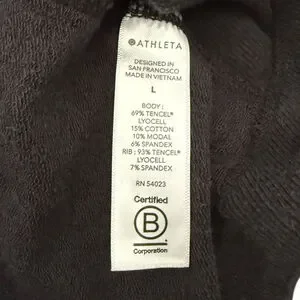 ATHLETA
DESIGNED IN
SAN FRANCISCO
MADE IN VIETNAM
L
BODY :
69% TENCEL®
LYOCELL
15% COTTON
10% MODAL
6% SPANDEX
RIB : 93% TENCEL®
LYOCELL
7% SPANDEX
RN 54023
Certified
B
Corporation